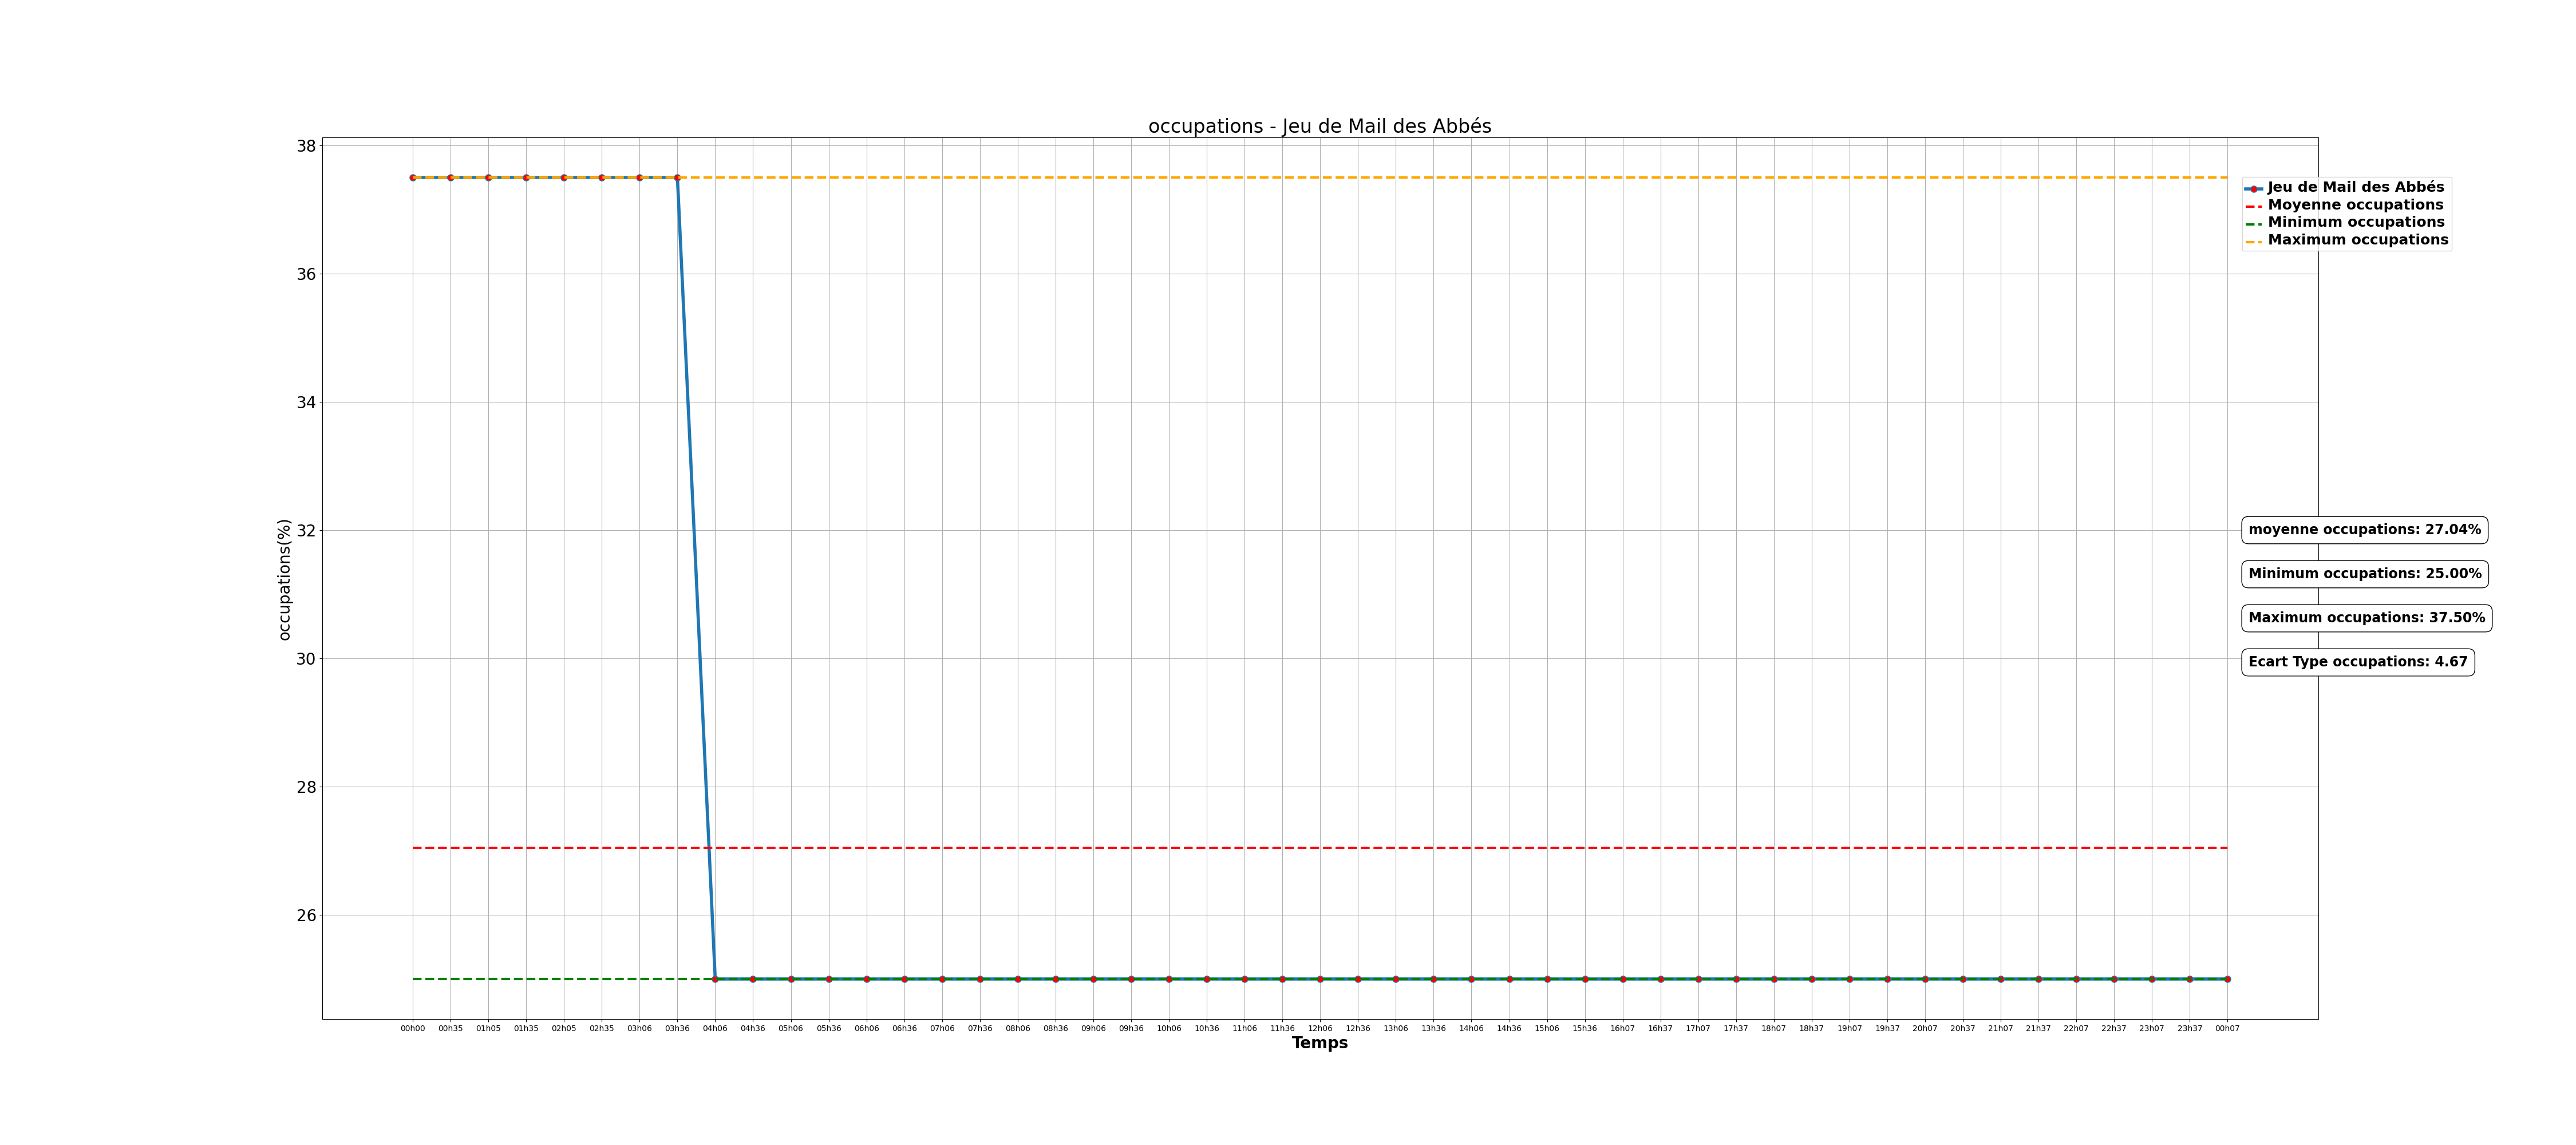 occupations - Jeu de Mail des Abbés
38
36
34
32
30
28
26
occupations(%)
Jeu de Mail des Abbés
Moyenne occupations
Minimum occupations
Maximum occupations
moyenne occupations: 27.04%
Minimum occupations: 25.00%
Maximum occupations: 37.50%
Ecart Type occupations: 4.67
00h00 00h35 01h05 01h35 02h05 02h35 03h06 03h36 04h06 04h36 05h06 05h36 06h06 06h36 07h06 07h36 08h06 08h36 09h06 09h36 10h06 10h36 11h06 11h36 12h06 12h36 13h06 13h36 14h06 14h36 15h06 15h36 16h07 16h37 17h07 17h37 18h07 18h37 19h07 19h37 20h07 20h37 21h07 21h37 22h07 22h37 23h07 23h37 00h07
Temps